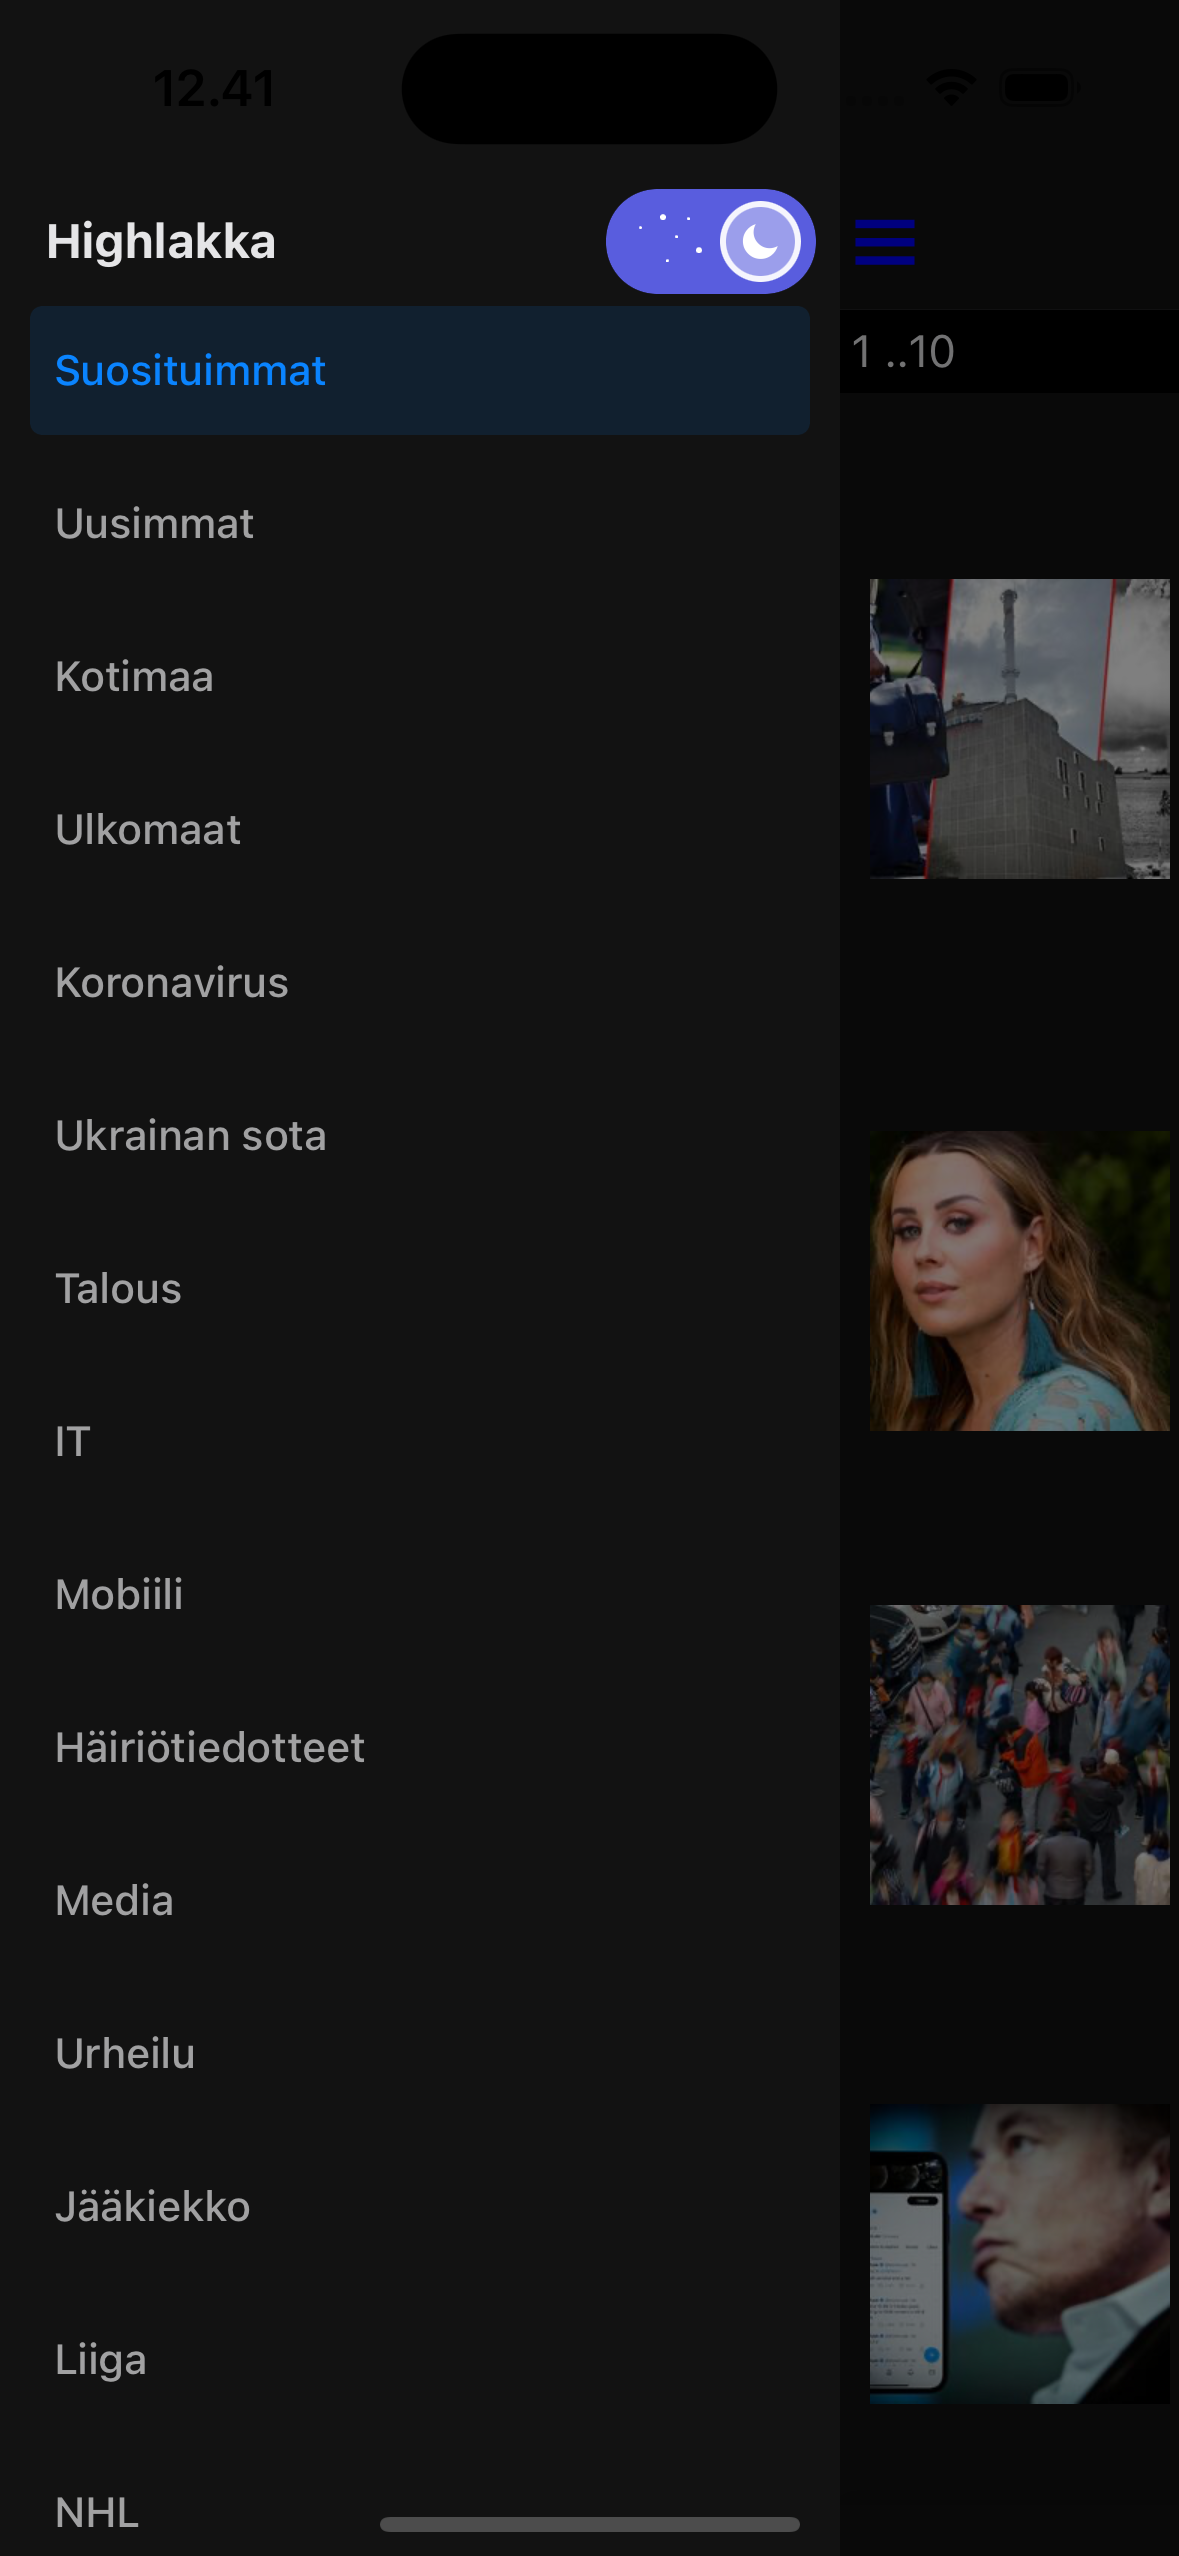 12.41
Highlakka
1 ..10
Suosituimmat
Uusimmat
Kotimaa
Ulkomaat
Koronavirus
Ukrainan sota
Talous
IT
Mobiili
Häiriötiedotteet
Media
Urheilu
Jääkiekko
Liiga
NHL